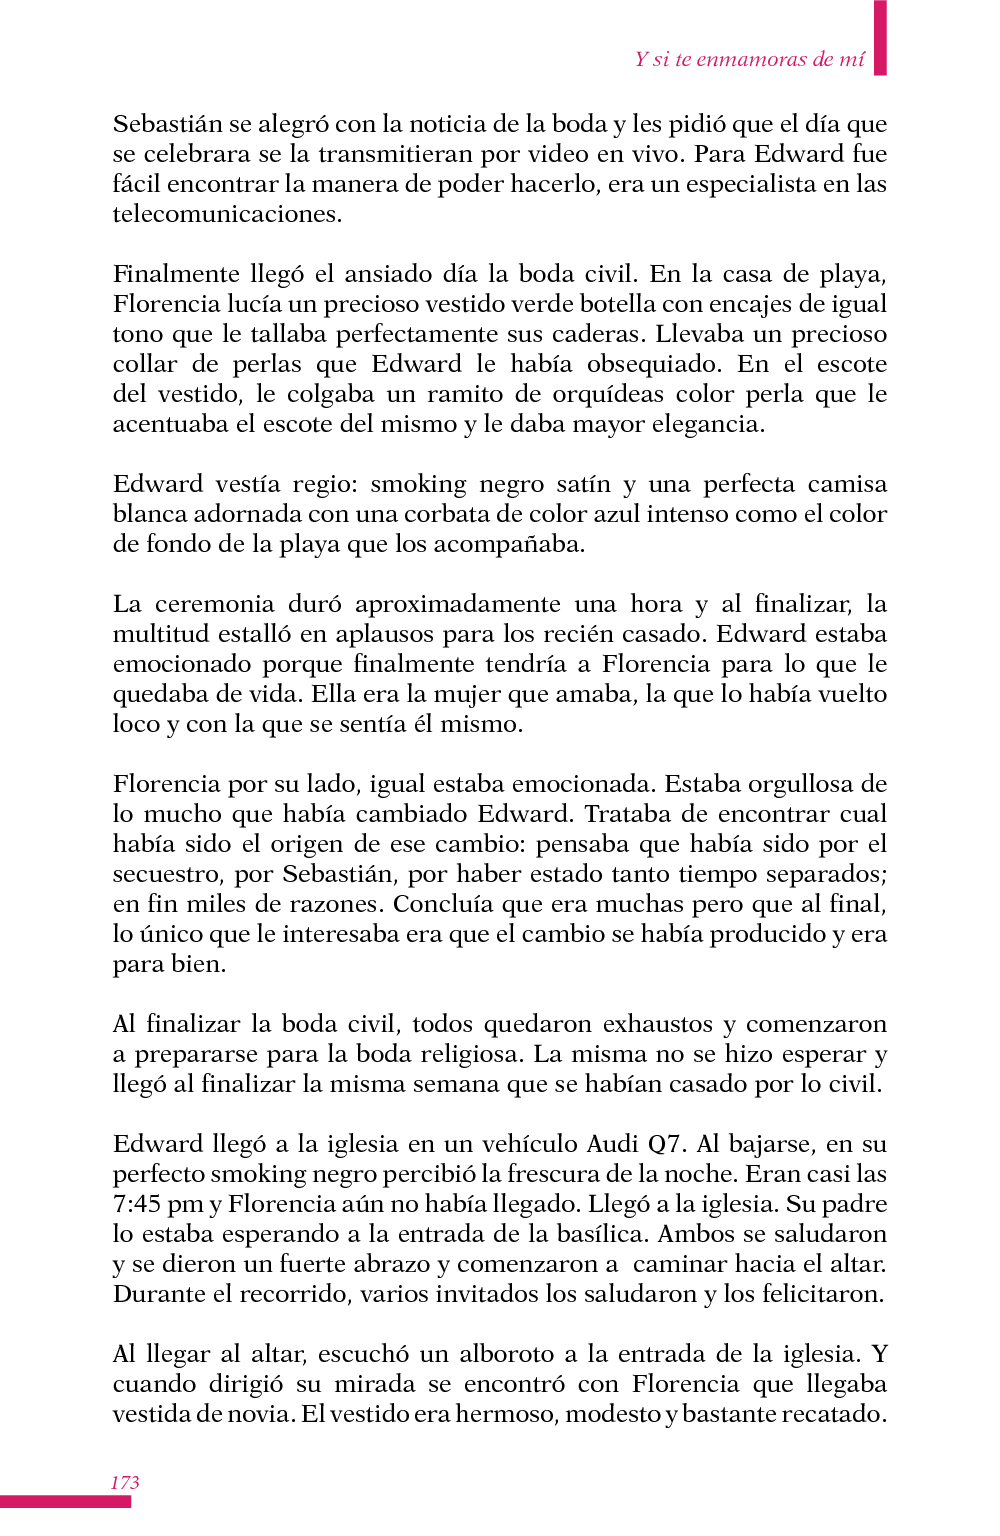 Y si te enmamoras de mí
Sebastián se alegró con la noticia de la boda y les pidió que el día que
se celebrara se la transmitieran por video en vivo. Para Edward fue
fácil encontrar la manera de poder hacerlo, era un especialista en las
telecomunicaciones.
Finalmente llegó el ansiado día la boda civil. En la casa de playa,
Florencia lucía un precioso vestido verde botella con encajes de igual
tono que le tallaba perfectamente sus caderas. Llevaba un precioso
collar de perlas que Edward le había obsequiado. En el escote
del vestido, le colgaba un ramito de orquídeas color perla que le
acentuaba el escote del mismo y le daba mayor elegancia.
Edward vestía regio: smoking negro satín y una perfecta camisa
blanca adornada con una corbata de color azul intenso como el color
de fondo de la playa que los acompañaba.
La ceremonia duró aproximadamente una hora y al finalizar, la
multitud estalló en aplausos para los recién casado. Edward estaba
emocionado porque finalmente tendría a Florencia para lo que le
quedaba de vida. Ella era la mujer que amaba, la que lo había vuelto
loco y con la que se sentía él mismo.
Florencia por su lado, igual estaba emocionada. Estaba orgullosa de
lo mucho que había cambiado Edward. Trataba de encontrar cual
había sido el origen de ese cambio: pensaba que había sido por el
secuestro, por Sebastián, por haber estado tanto tiempo separados;
en fin miles de razones. Concluía que era muchas pero que al final,
lo único que le interesaba era que el cambio se había producido y era
para bien.
Al finalizar la boda civil, todos quedaron exhaustos y comenzaron
a prepararse para la boda religiosa. La misma no se hizo esperar y
llegó al finalizar la misma semana que se habían casado por lo civil.
Edward llegó a la iglesia en un vehículo Audi Q7. Al bajarse, en su
perfecto smoking negro percibió la frescura de la noche. Eran casi las
7:45 pm y Florencia aún no había llegado. Llegó a la iglesia. Su padre
lo estaba esperando a la entrada de la basílica. Ambos se saludaron
y se dieron un fuerte abrazo y comenzaron a  caminar hacia el altar.
Durante el recorrido, varios invitados los saludaron y los felicitaron.
Al llegar al altar, escuchó un alboroto a la entrada de la iglesia. Y
cuando dirigió su mirada se encontró con Florencia que llegaba
vestida de novia. El vestido era hermoso, modesto y bastante recatado.
173